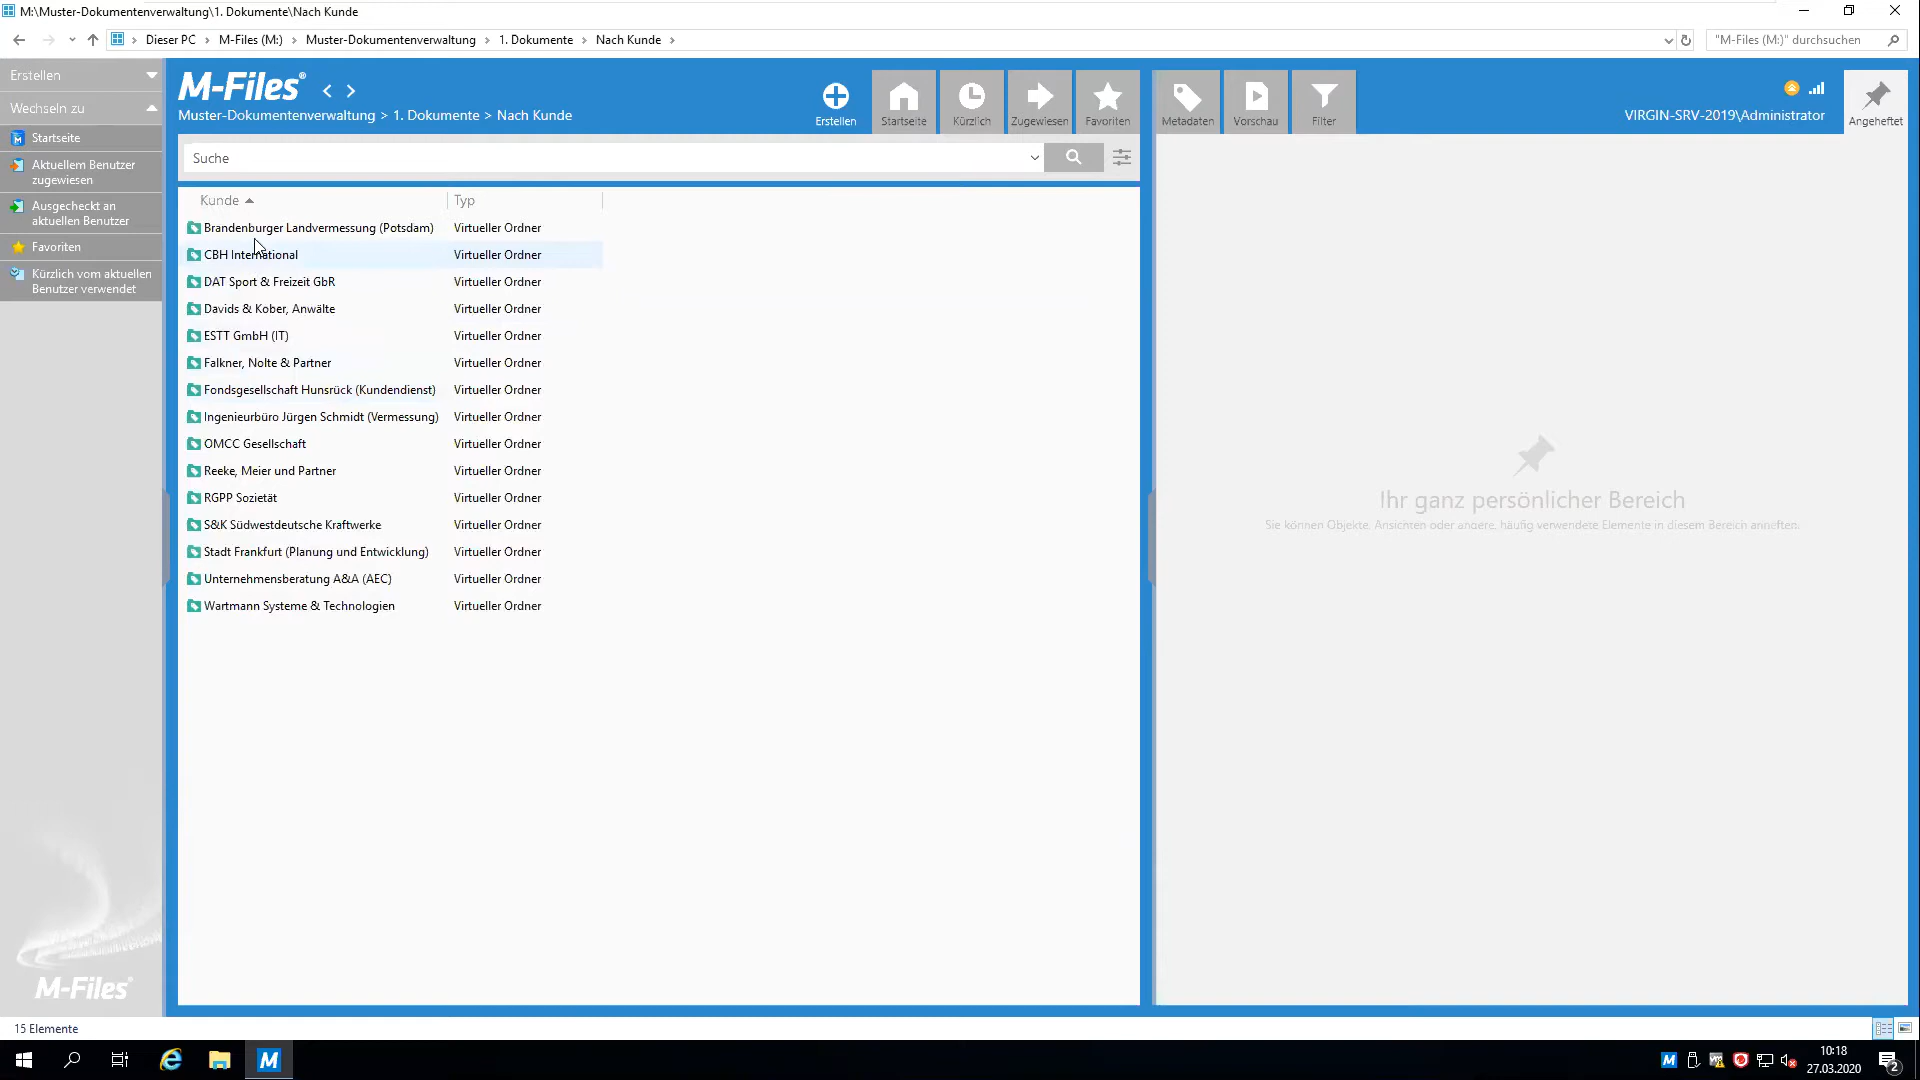 M:\Muster-Dokumentenverwaltung\1. Dokumente\Nach Kunde
Dieser PC > M-Files (M:) > Muster-Dokumentenverwaltung > 1. Dokumente > Nach Kunde >
"M-Files (M:)" durchsuchen
Erstellen
Wechseln zu
Startseite
Aktuellem Benutzer
zugewiesen
Ausgecheckt an
aktuellen Benutzer
Favoriten
Kürzlich vom aktuellen
Benutzer verwendet
M-Files®
Muster-Dokumentenverwaltung > 1. Dokumente > Nach Kunde
Erstellen
Startseite
Kürzlich
Zugewiesen
Favoriten
Metadaten
Vorschau
Filter
VIRGIN-SRV-2019\Administrator
Angeheftet
Suche
Kunde Typ
Brandenburger Landvermessung (Potsdam) Virtueller Ordner
CBH International Virtueller Ordner
DAT Sport & Freizeit GbR Virtueller Ordner
Davids & Kober, Anwälte Virtueller Ordner
ESTT GmbH (IT) Virtueller Ordner
Falkner, Nolte & Partner Virtueller Ordner
Fondsgesellschaft Hunsrück (Kundendienst) Virtueller Ordner
Ingenieurbüro Jürgen Schmidt (Vermessung) Virtueller Ordner
OMCC Gesellschaft Virtueller Ordner
Reeke, Meier und Partner Virtueller Ordner
RGPP Sozietät Virtueller Ordner
S&K Südwestdeutsche Kraftwerke Virtueller Ordner
Stadt Frankfurt (Planung und Entwicklung) Virtueller Ordner
Unternehmensberatung A&A (AEC) Virtueller Ordner
Wartmann Systeme & Technologien Virtueller Ordner
Ihr ganz persönlicher Bereich
Sie können Objekte, Ansichten oder andere, häufig verwendete Elemente in diesem Bereich anheften.
M-Files®
15 Elemente
10:18
27.03.2020
2